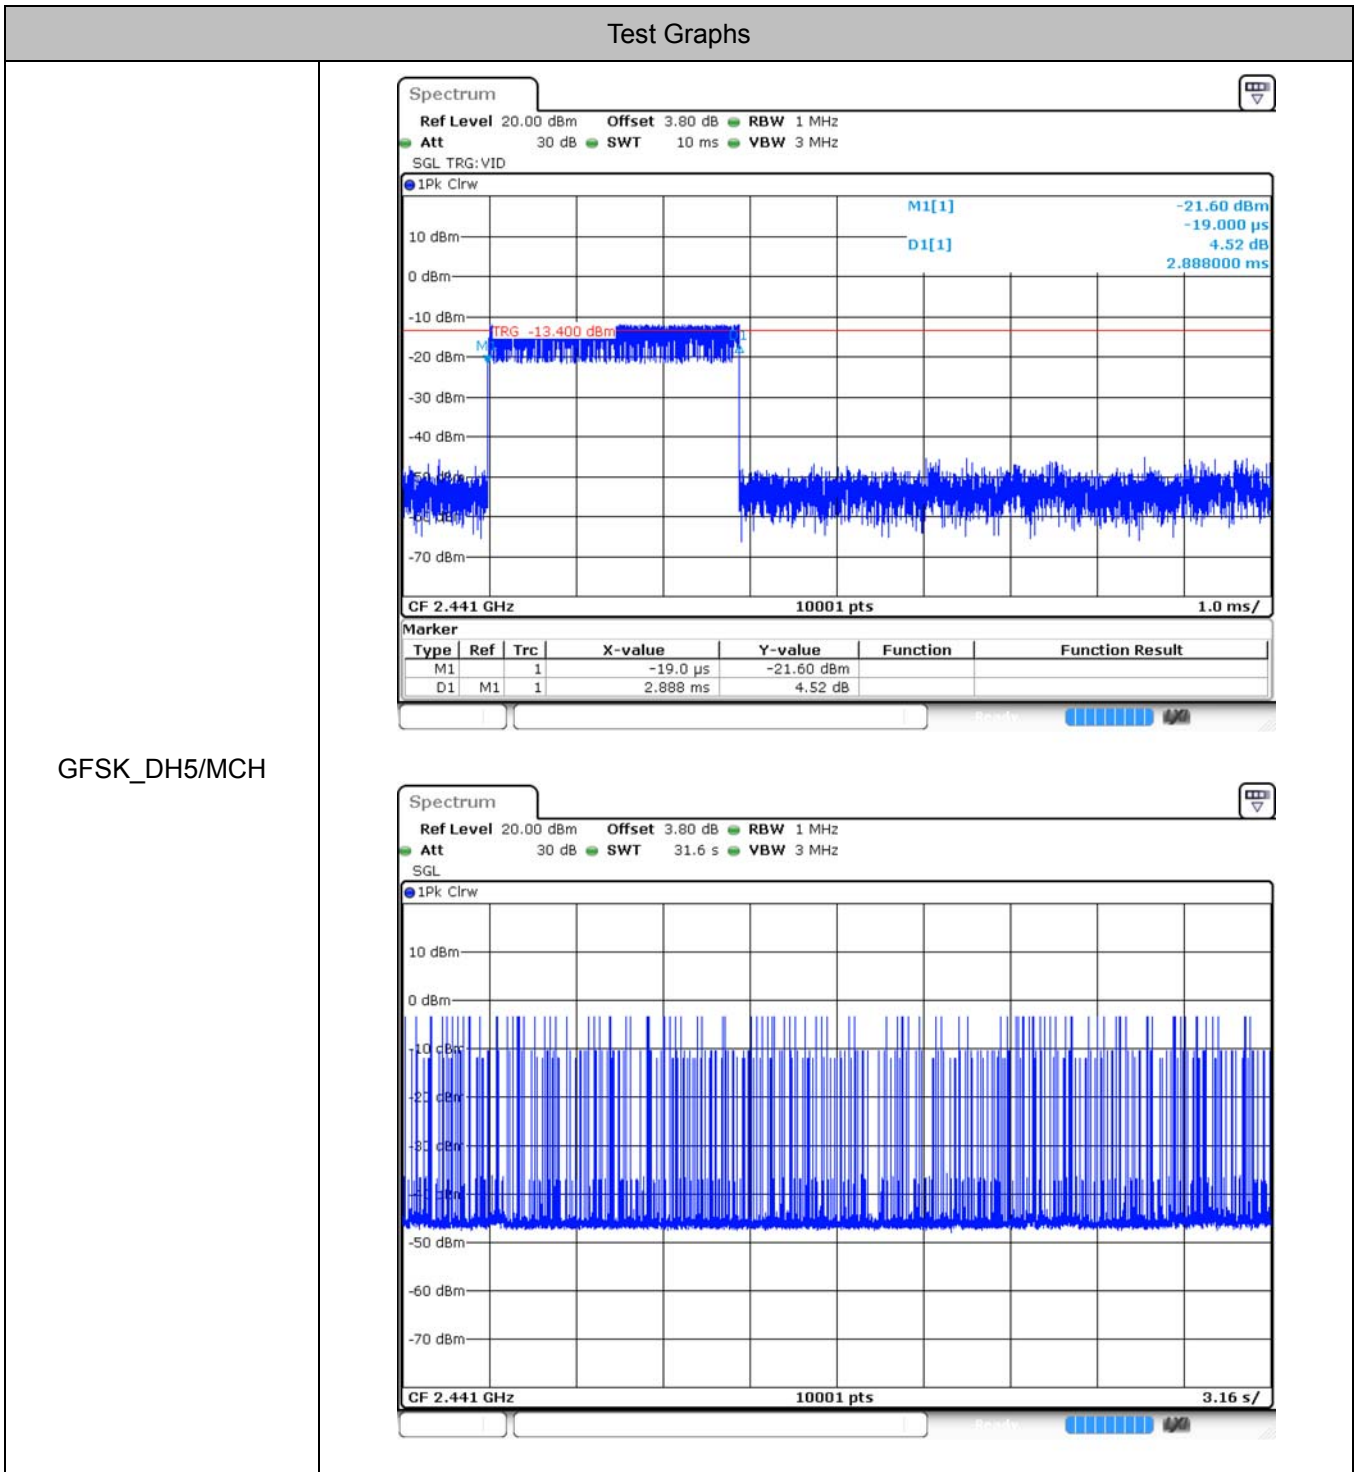 Test Graphs
GFSK_DH5/MCH
Spectrum
Ref Level 20.00 dBm Offset 3.80 dB RBW 1 MHz
Att 30 dB SWT 10 ms VBW 3 MHz
SGL TRG:VID
1Pk Clrw
M1[1] -21.60 dBm
-19.000 µs
10 dBm
D1[1] 4.52 dB
2.888000 ms
0 dBm
-10 dBm
TRG -13.400 dBm
-20 dBm
-30 dBm
-40 dBm
-70 dBm
CF 2.441 GHz 10001 pts 1.0 ms/
Marker
Type Ref Trc X-value Y-value Function Function Result
M1 1 -19.0 µs -21.60 dBm
D1 M1 1 2.888 ms 4.52 dB
Spectrum
Ref Level 20.00 dBm Offset 3.80 dB RBW 1 MHz
Att 30 dB SWT 31.6 s VBW 3 MHz
SGL
1Pk Clrw
10 dBm
0 dBm
-10 dBm
-20 dBm
-30 dBm
-50 dBm
-60 dBm
-70 dBm
CF 2.441 GHz 10001 pts 3.16 s/